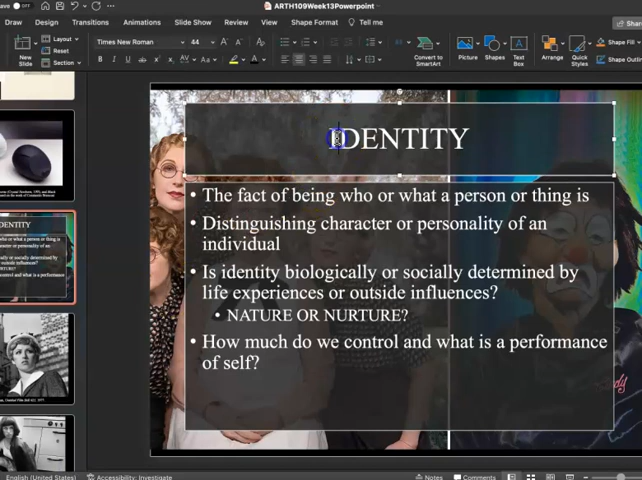 ARTH109Week13Powerpoint
OFF
Draw Design Transitions Animations Slide Show Review View Shape Format Tell me
Share
New Slide
Layout
Reset
Section
Times New Roman 44
Convert to SmartArt
Picture
Shapes
Text Box
Arrange
Quick Styles
Shape Fill
Shape Outline
IDENTITY
• The fact of being who or what a person or thing is
• Distinguishing character or personality of an
individual
• Is identity biologically or socially determined by
life experiences or outside influences?
• NATURE OR NURTURE?
• How much do we control and what is a performance
of self?
English (United States) Accessibility: Investigate Notes Comments